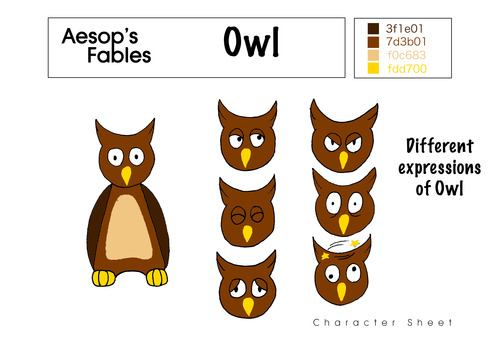 Aesop's
Fables
Owl
3f1e01
7d3b01
f0c683
fdd700
Different
expressions
of Owl
Character Sheet